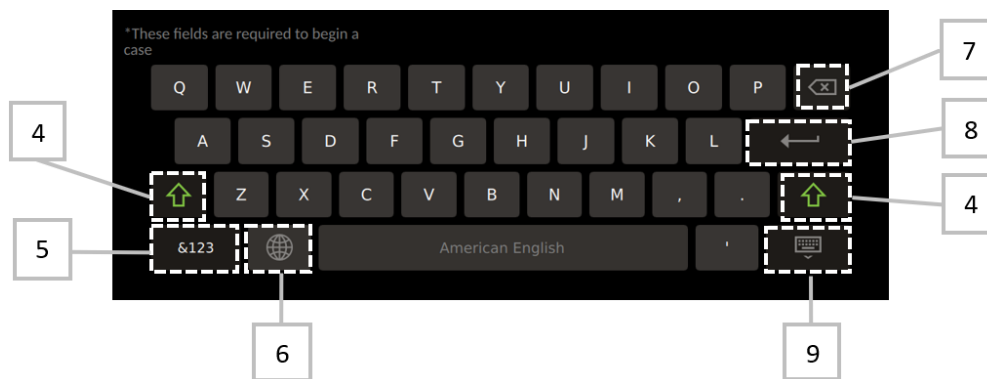 *These fields are required to begin a
case
7
Q W E R T Y U I O P
4
A S D F G H J K L
8
Z X C V B N M , .
4
5
&123 American English '
6
9